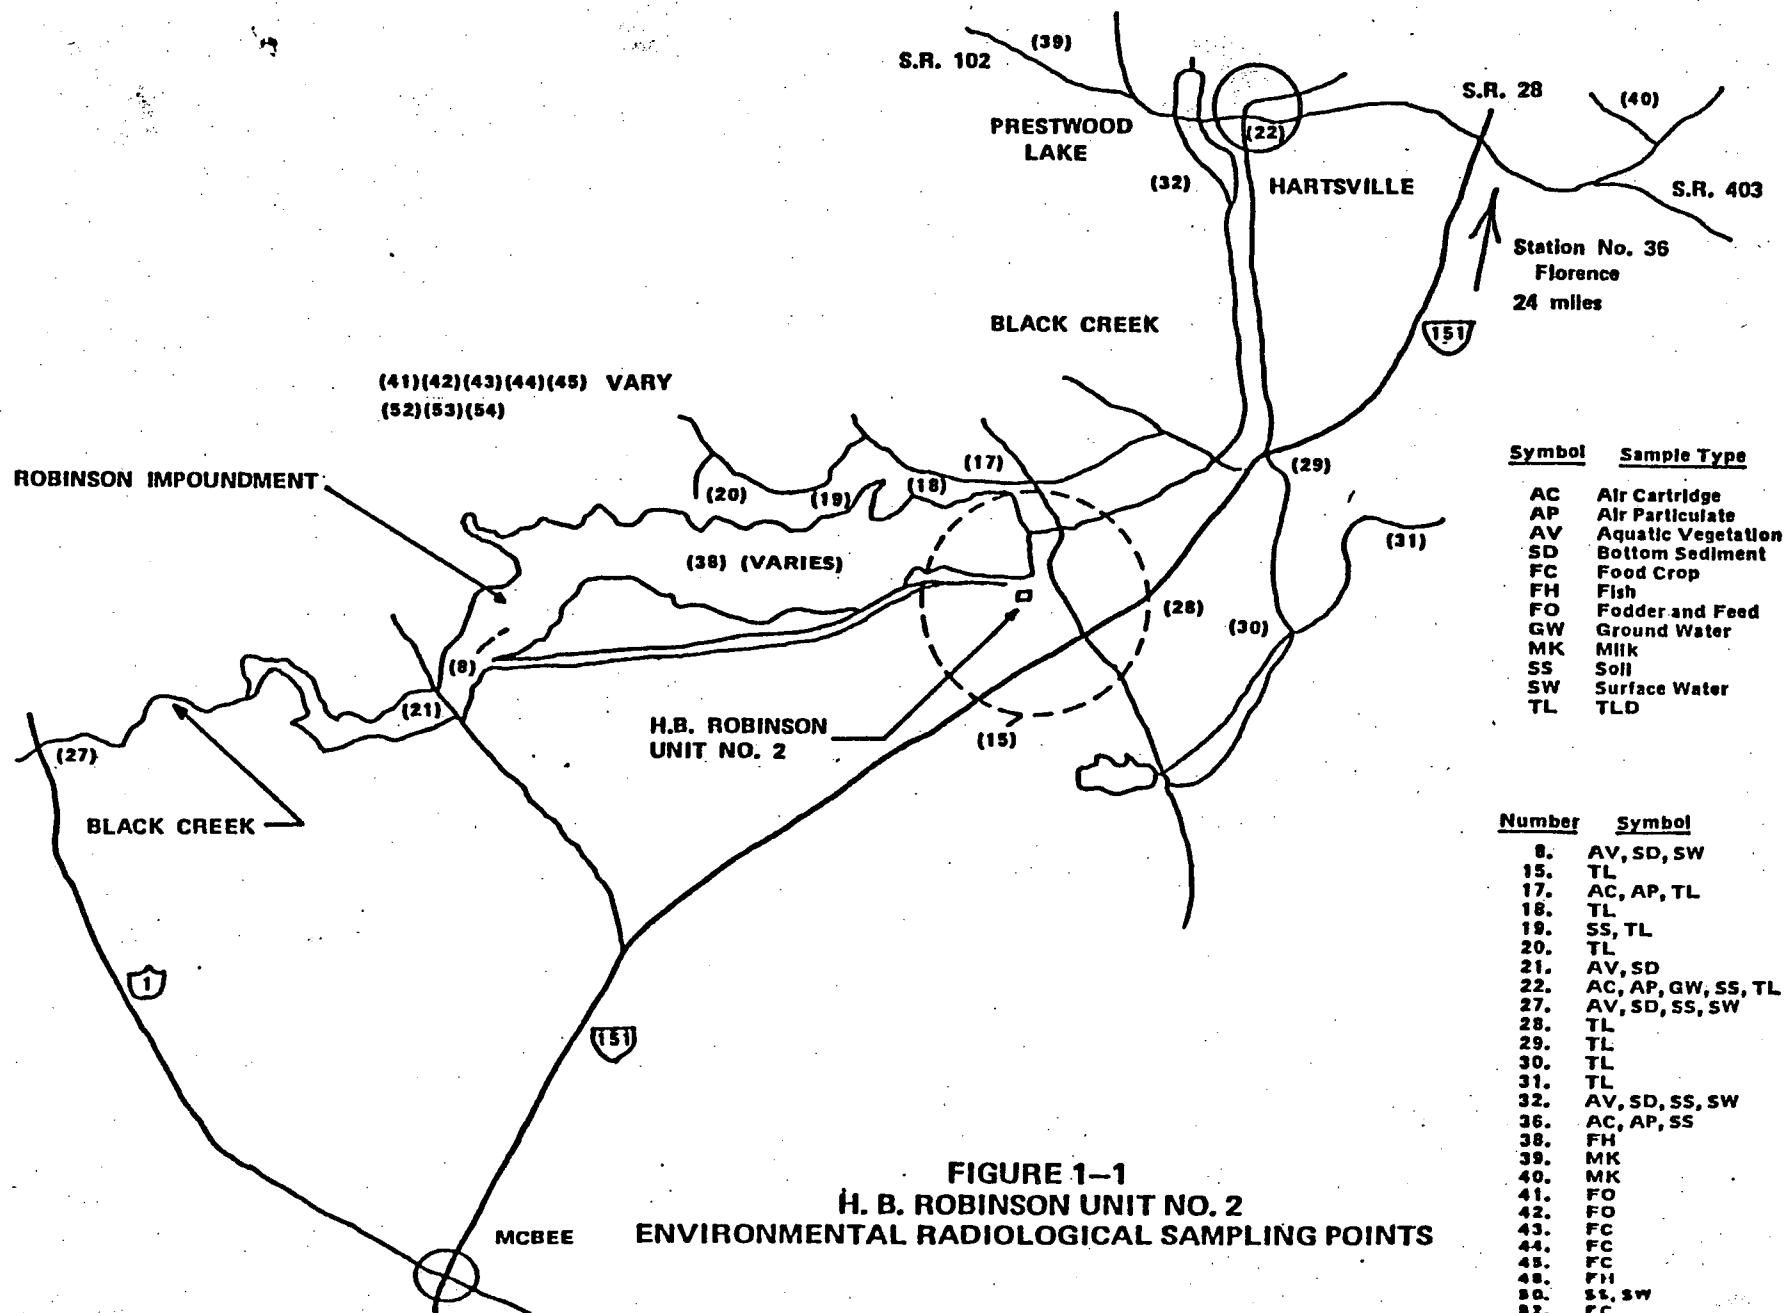 (39)
S.R. 102
S.R. 28
(40)
PRESTWOOD
LAKE
(22)
(32)
HARTSVILLE
S.R. 403
Station No. 36
Florence
24 miles
BLACK CREEK
151
(41)(42)(43)(44)(45) VARY
(52)(53)(54)
ROBINSON IMPOUNDMENT
(17)
(29)
(20)
(19)
(18)
(31)
(38) (VARIES)
(28)
(30)
(8)
(21)
H.B. ROBINSON
UNIT NO. 2
(15)
(27)
BLACK CREEK
1
151
MCBEE
Symbol Sample Type
AC Air Cartridge
AP Air Particulate
AV Aquatic Vegetation
SD Bottom Sediment
FC Food Crop
FH Fish
FO Fodder and Feed
GW Ground Water
MK Milk
SS Soil
SW Surface Water
TL TLD
Number Symbol
8. AV, SD, SW
15. TL
17. AC, AP, TL
18. TL
19. SS, TL
20. TL
21. AV, SD
22. AC, AP, GW, SS, TL
27. AV, SD, SS, SW
28. TL
29. TL
30. TL
31. TL
32. AV, SD, SS, SW
36. AC, AP, SS
38. FH
39. MK
40. MK
41. FO
42. FO
43. FC
44. FC
45. FC
FH
SS, SW
FIGURE 1–1
H. B. ROBINSON UNIT NO. 2
ENVIRONMENTAL RADIOLOGICAL SAMPLING POINTS